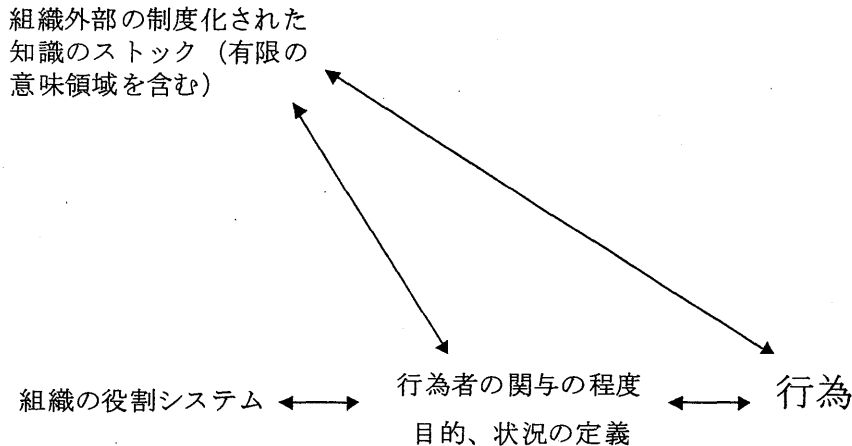 組織外部の制度化された
知識のストック（有限の
意味領域を含む）
組織の役割システム
行為者の関与の程度
目的、状況の定義
行為